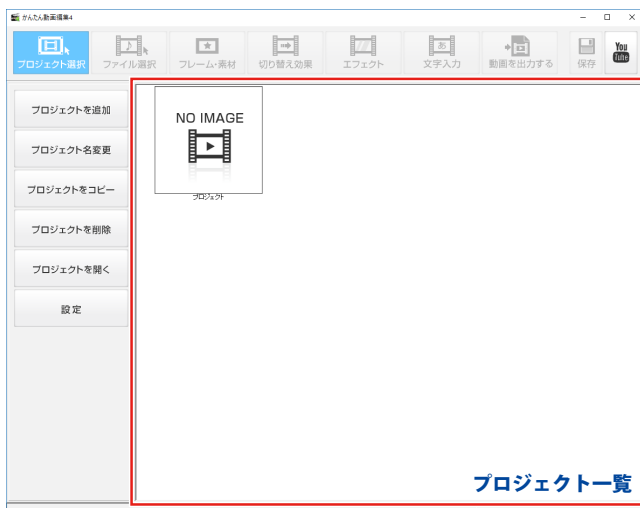 かんたん動画編集4
プロジェクト選択
ファイル選択
フレーム・素材
切り替え効果
エフェクト
文字入力
動画を出力する
保存
You
Tube
あ
プロジェクトを追加
プロジェクト名変更
プロジェクトをコピー
プロジェクトを削除
プロジェクトを開く
設定
NO IMAGE
プロジェクト
プロジェクト一覧